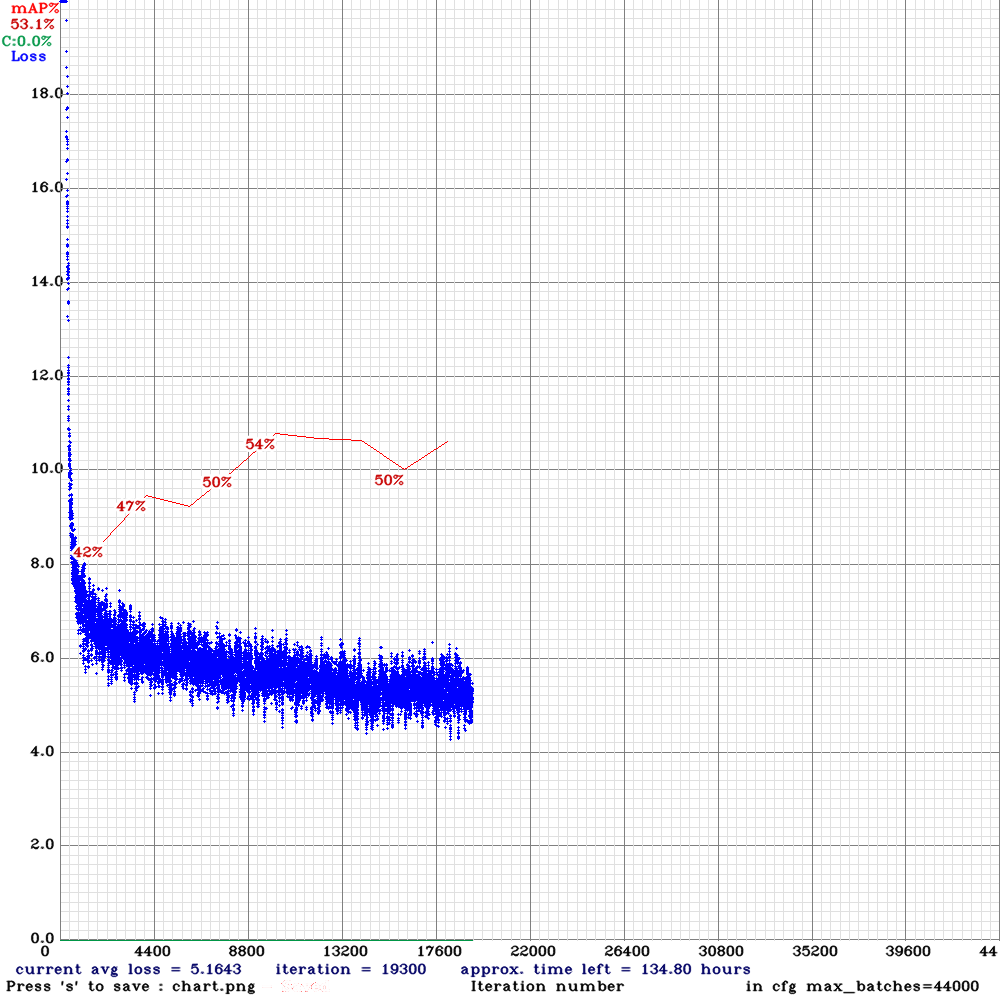 mAP%
53.1%
C:0.0%
Loss
18.0
16.0
14.0
12.0
10.0
8.0
6.0
4.0
2.0
0.0
42%
47%
50%
54%
50%
0 4400 8800 13200 17600 22000 26400 30800 35200 39600 44
current avg loss = 5.1643 iteration = 19300 approx. time left = 134.80 hours
Press 's' to save : chart.png Iteration number in cfg max_batches=44000